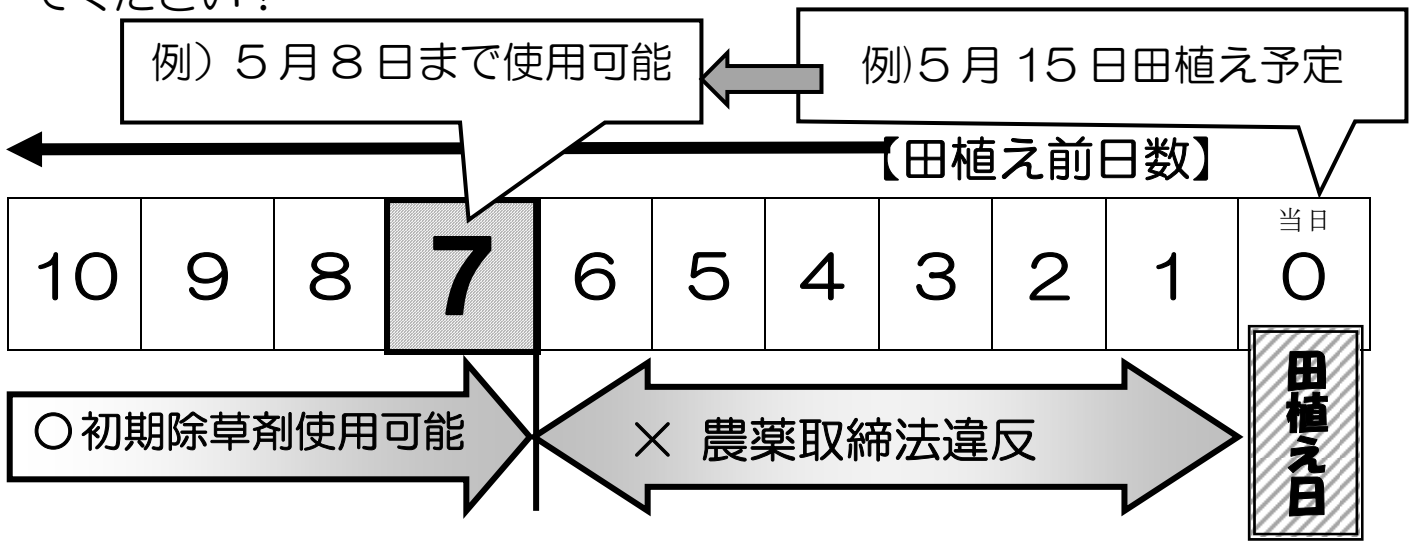 てください！
例）５月８日まで使用可能
例)５月15日田植え予定
【田植え前日数】
10 9 8 7 6 5 4 3 2 1 0
当日
○初期除草剤使用可能
× 農薬取締法違反
田植え日